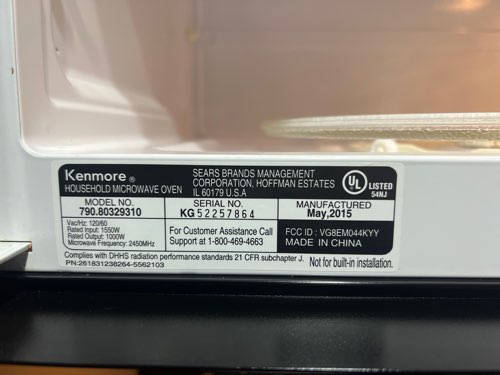 Kenmore®
HOUSEHOLD MICROWAVE OVEN
SEARS BRANDS MANAGEMENT
CORPORATION, HOFFMAN ESTATES
IL 60179 U.S.A
UL LISTED
54NJ
MODEL NO.
790.80329310
SERIAL NO.
KG52257864
MANUFACTURED
May,2015
Vac/Hz: 120/60
Rated Input: 1550W
Rated Output: 1000W
Microwave Frequency: 2450MHz
For Customer Assistance Call
Support at 1-800-469-4663
FCC ID : VG8EM044KYY
MADE IN CHINA
Complies with DHHS radiation performance standards 21 CFR subchapter J.
PN:261831238264-5562103
Not for built-in installation.